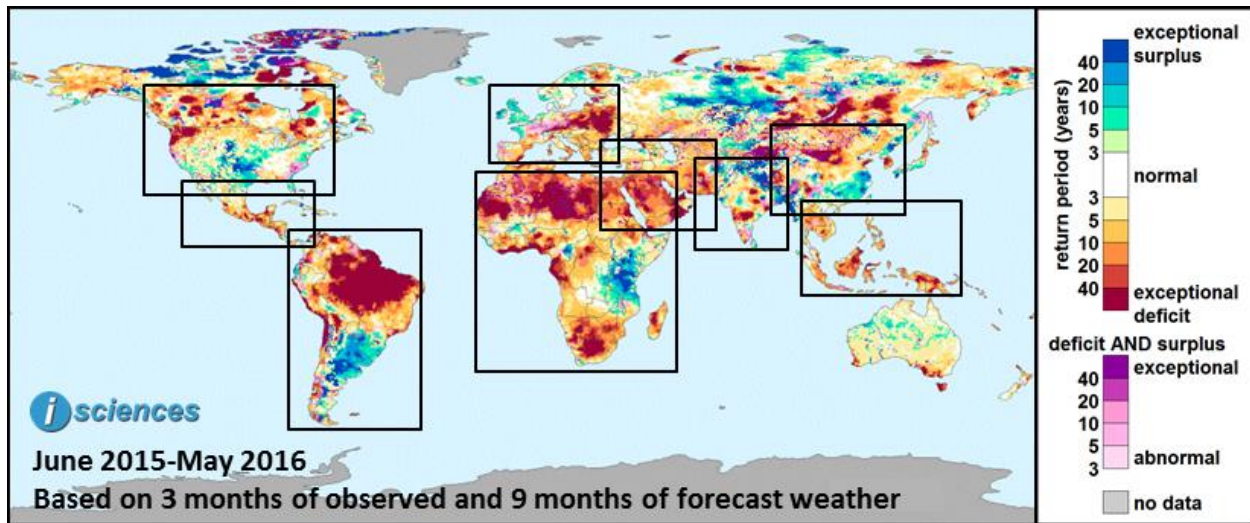 i sciences
June 2015-May 2016
Based on 3 months of observed and 9 months of forecast weather
return period (years)
exceptional
surplus
40
20
10
5
3
normal
3
5
10
20
40
exceptional
deficit
deficit AND surplus
exceptional
40
20
10
5
3
abnormal
no data